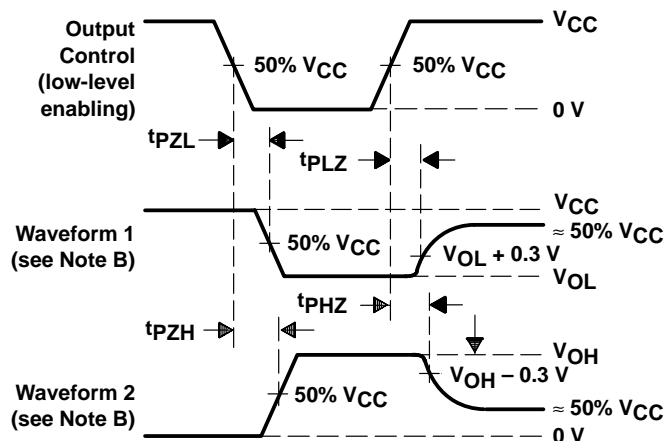 Output
Control
(low-level
enabling)
50% VCC
50% VCC
VCC
0 V
tPZL
tPLZ
Waveform 1
(see Note B)
50% VCC
VCC
≈ 50% VCC
VOL + 0.3 V
VOL
tPZH
tPHZ
Waveform 2
(see Note B)
50% VCC
VOH
VOH – 0.3 V
≈ 50% VCC
0 V